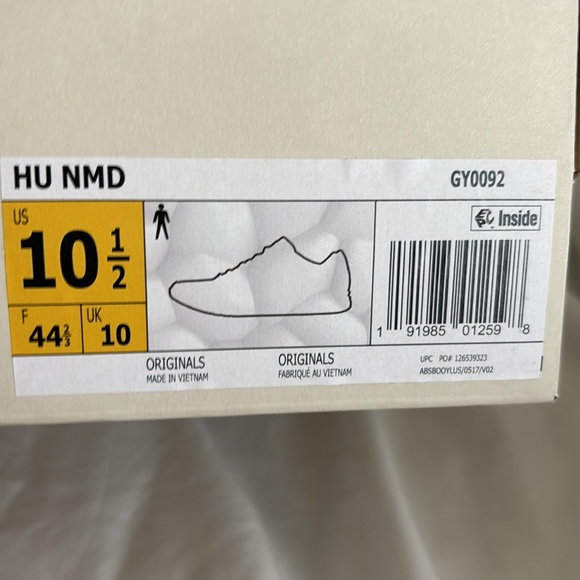 HU NMD
GY0092
US
10 1/2
F
44 2/3
UK
10
Inside
1 91985 01259 8
ORIGINALS
MADE IN VIETNAM
ORIGINALS
FABRIQUÉ AU VIETNAM
UPC PO# 126539323
ABSBOOYLUS/0517/V02